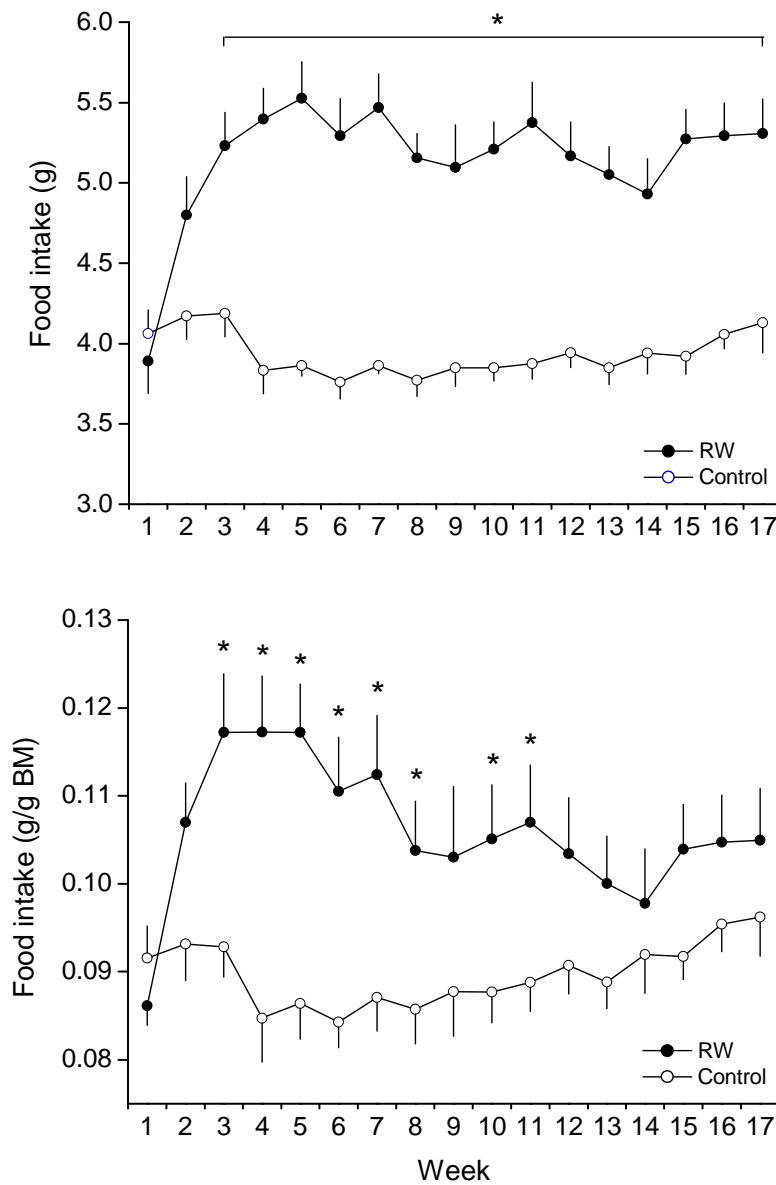 *
6.0
5.5
5.0
4.5
4.0
3.5
3.0
Food intake (g)
RW
Control
1 2 3 4 5 6 7 8 9 10 11 12 13 14 15 16 17
0.13
0.12
0.11
0.10
0.09
0.08
Food intake (g/g BM)
* * * * * * * *
RW
Control
1 2 3 4 5 6 7 8 9 10 11 12 13 14 15 16 17
Week